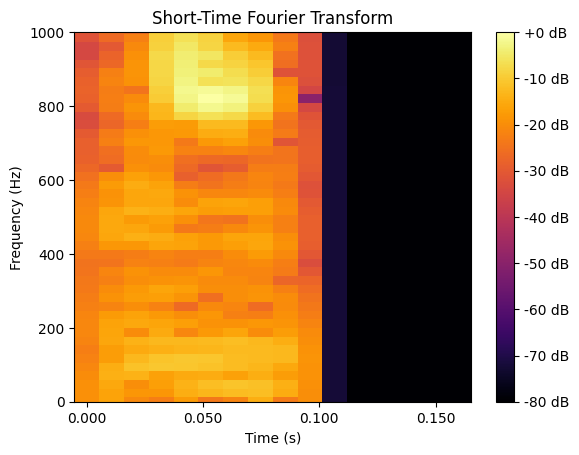 Short-Time Fourier Transform
1000
800
600
400
200
0
Frequency (Hz)
0.000
0.050
0.100
0.150
Time (s)
+0 dB
-10 dB
-20 dB
-30 dB
-40 dB
-50 dB
-60 dB
-70 dB
-80 dB